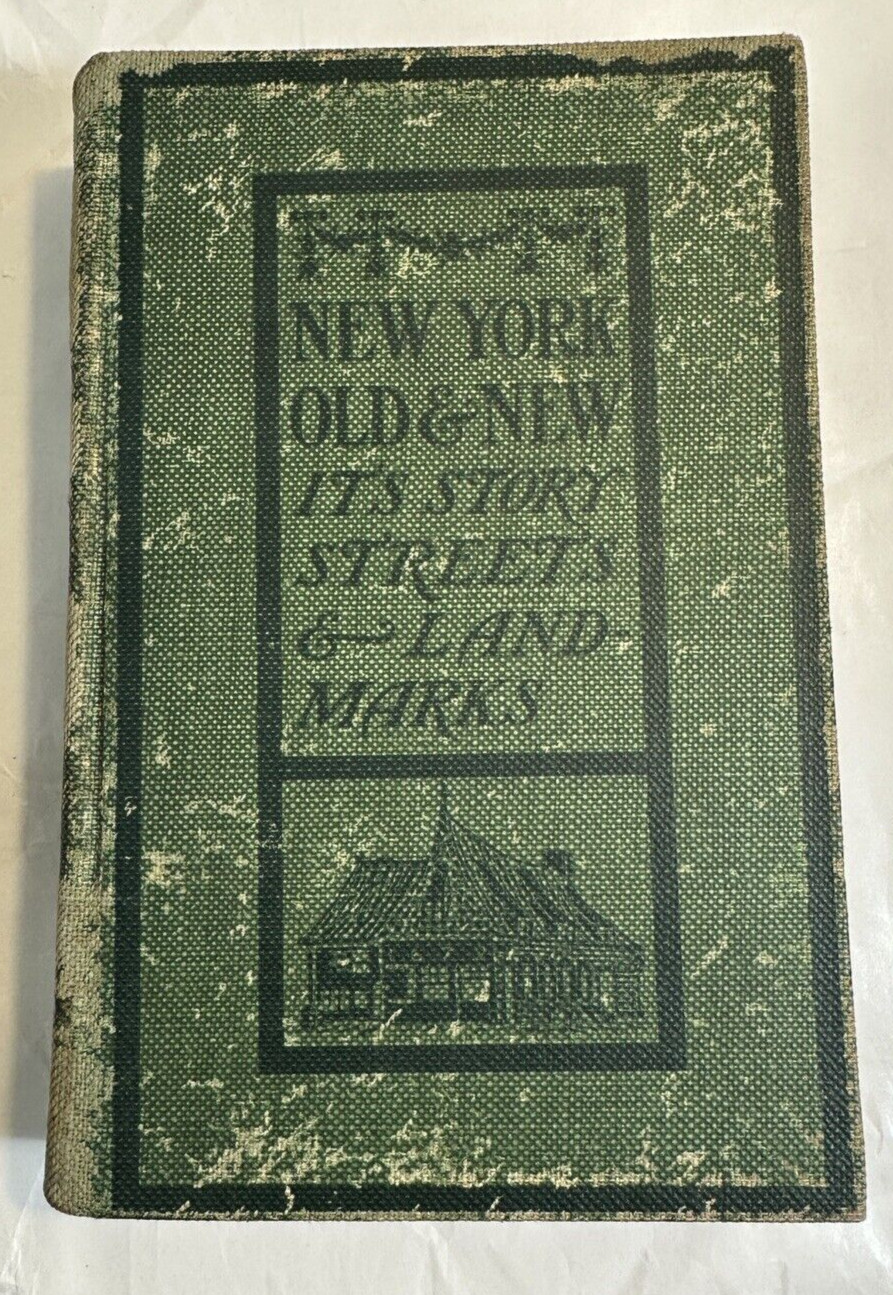 NEW YORK
OLD & NEW
ITS STORY
STREETS
& LAND-
MARKS